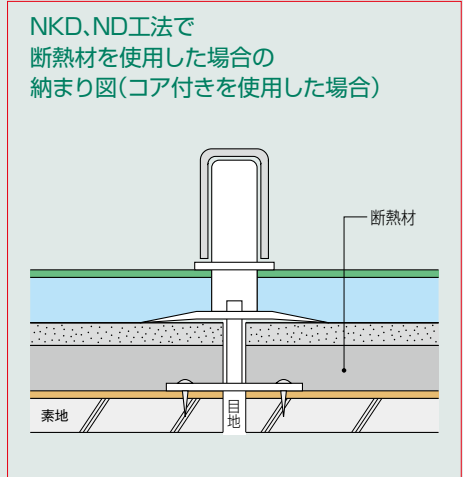 NKD、ND工法で
断熱材を使用した場合の
納まり図(コア付きを使用した場合)
断熱材
素地
目地